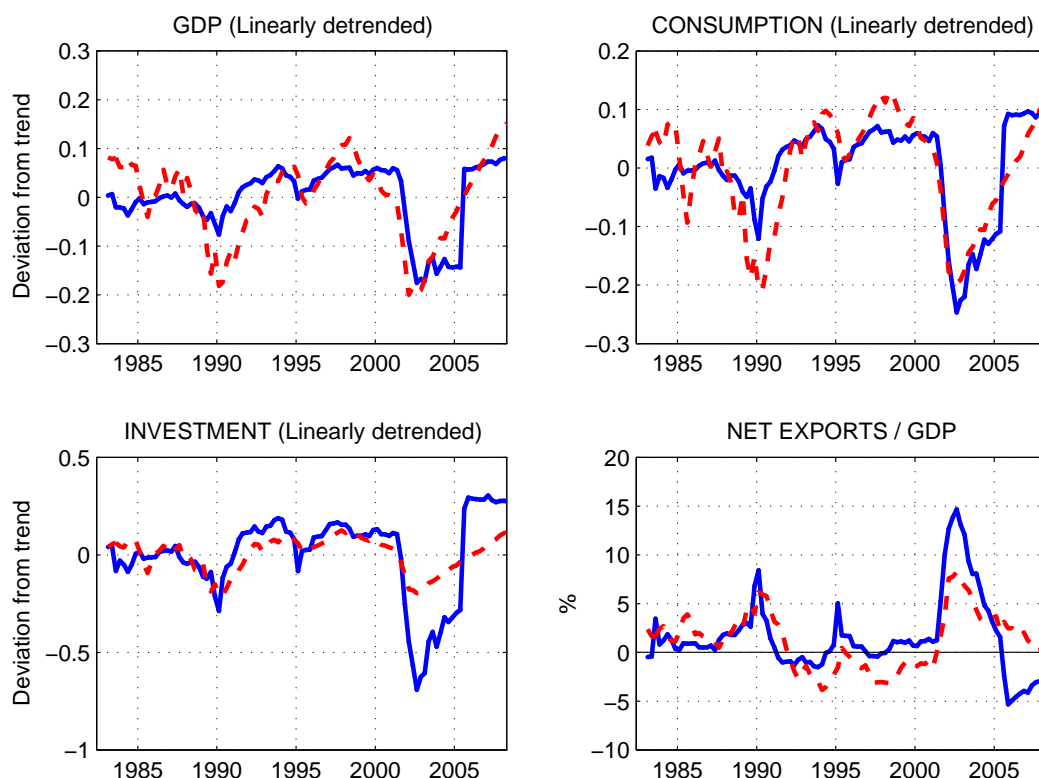 GDP (Linearly detrended)
Deviation from trend
0.3
0.2
0.1
0
−0.1
−0.2
−0.3
1985 1990 1995 2000 2005
CONSUMPTION (Linearly detrended)
0.2
0.1
0
−0.1
−0.2
−0.3
1985 1990 1995 2000 2005
INVESTMENT (Linearly detrended)
Deviation from trend
0.5
0
−0.5
−1
1985 1990 1995 2000 2005
NET EXPORTS / GDP
%
20
15
10
5
0
−5
−10
1985 1990 1995 2000 2005